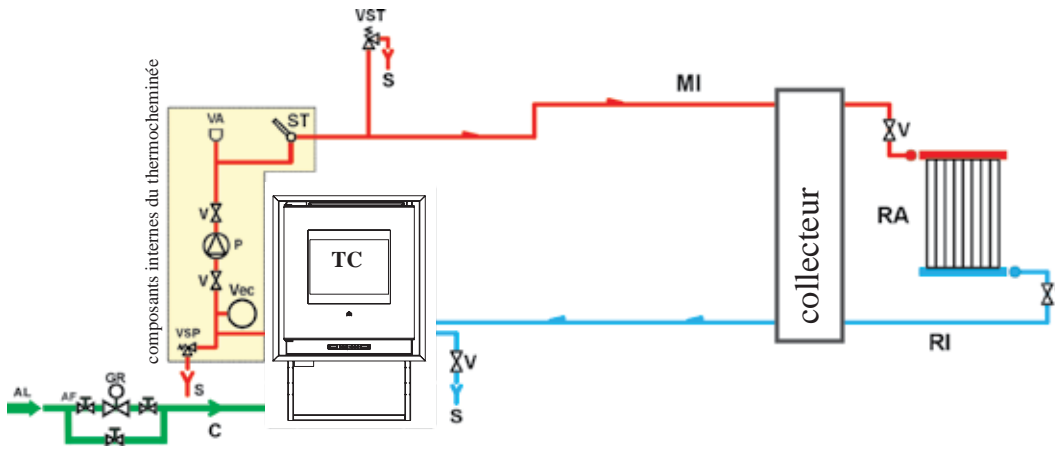 VST
S
MI
composants internes du thermocheminée
VA
ST
V
V
P
TC
collecteur
RA
V
Vec
VSP
V
RI
S
S
AL
AF
GR
C